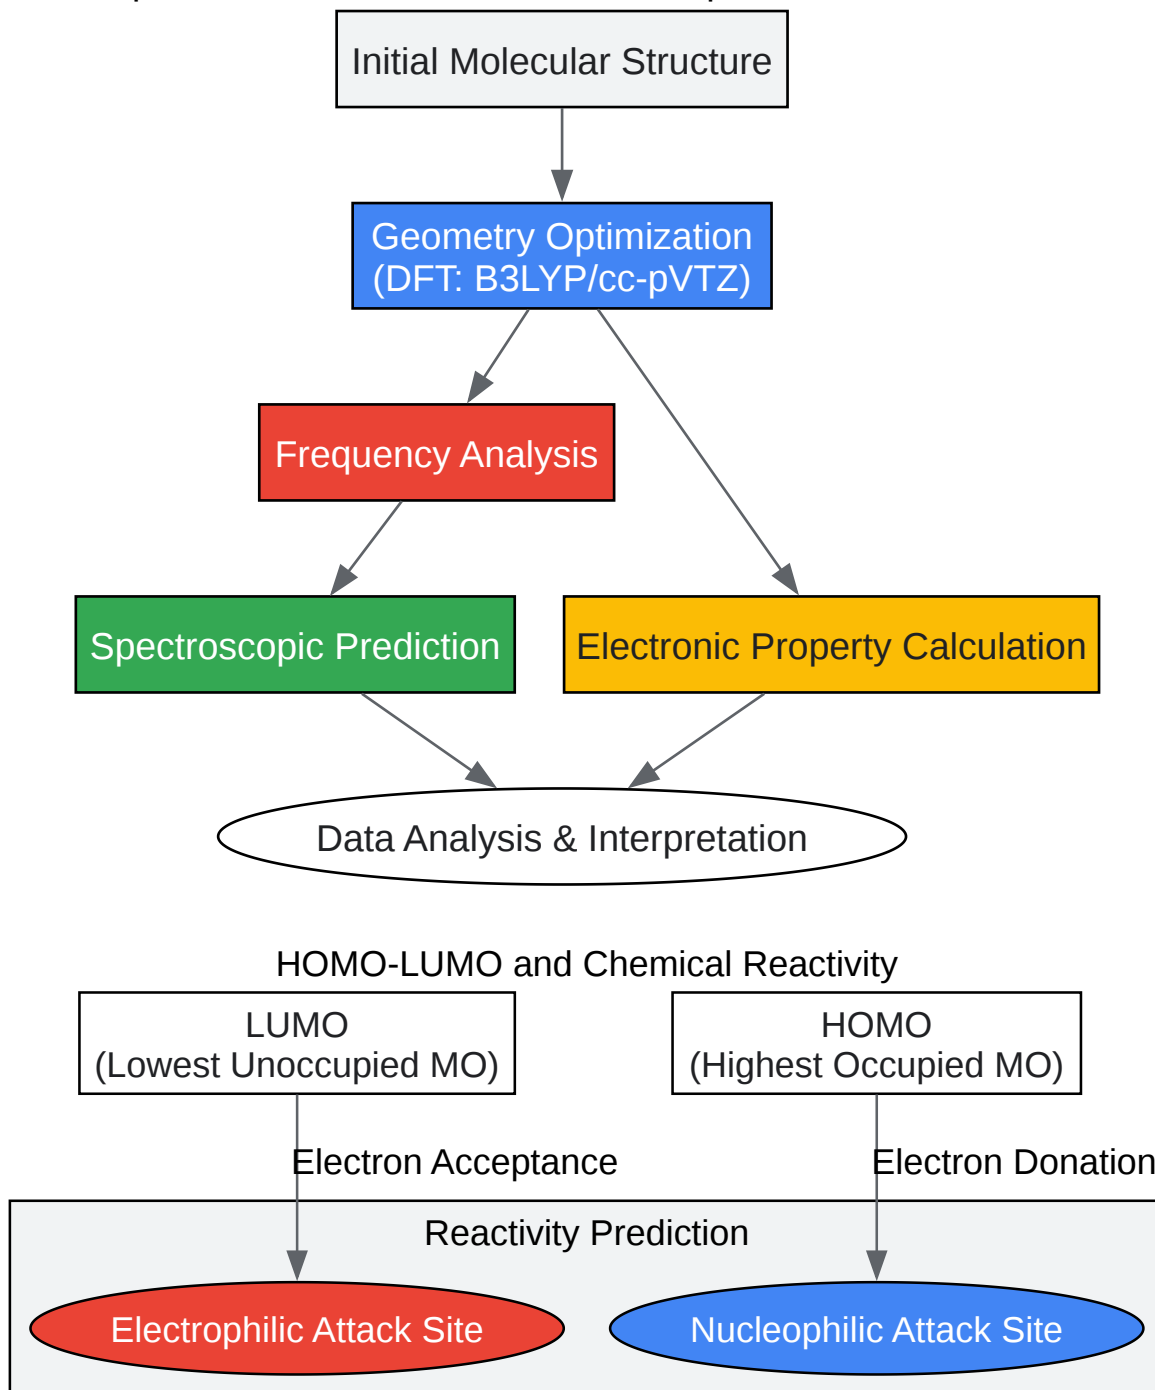 Initial Molecular Structure
Geometry Optimization
(DFT: B3LYP/cc-pVTZ)
Frequency Analysis
Spectroscopic Prediction
Electronic Property Calculation
Data Analysis & Interpretation
HOMO-LUMO and Chemical Reactivity
LUMO
(Lowest Unoccupied MO)
HOMO
(Highest Occupied MO)
Electron Acceptance
Electron Donation
Reactivity Prediction
Electrophilic Attack Site
Nucleophilic Attack Site